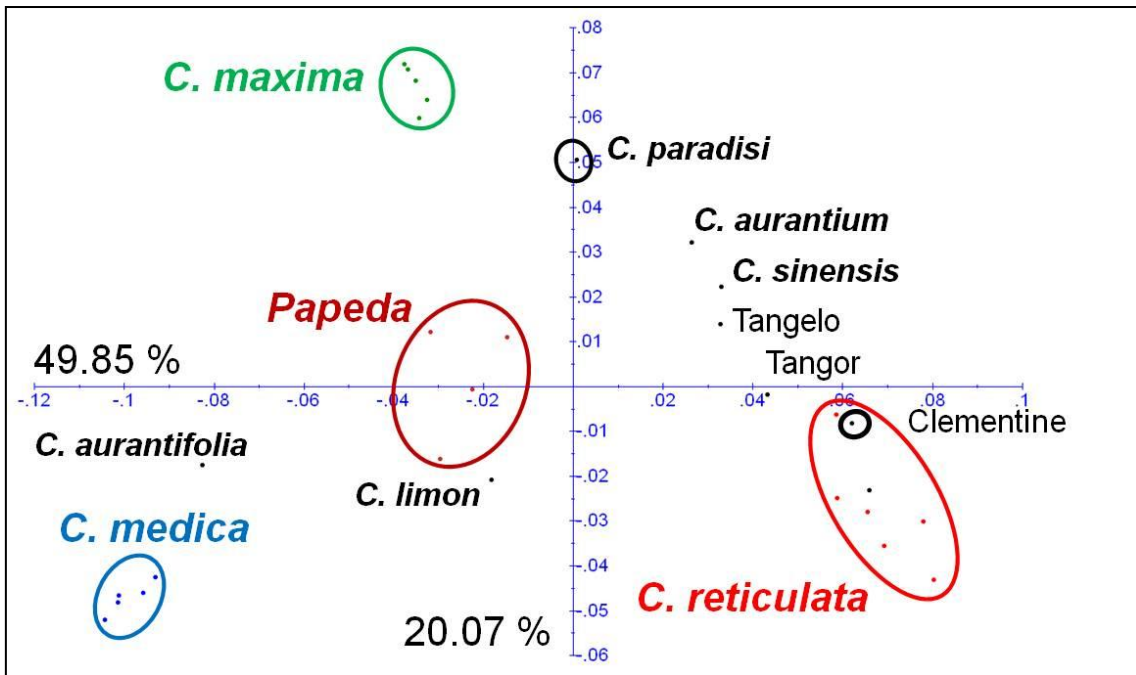 .08
C. maxima
.07
.06
C. paradisi
.05
.04
C. aurantium
.03
C. sinensis
.02
Papeda
Tangelo
.01
49.85 %
Tangor
-.12 -.1 -.08 -.06 -.04 -.02 .02 .04 .06 .08 .1
-.01
Clementine
C. aurantifolia
-.02
C. limon
-.03
C. medica
-.04
C. reticulata
-.05
20.07 %
-.06